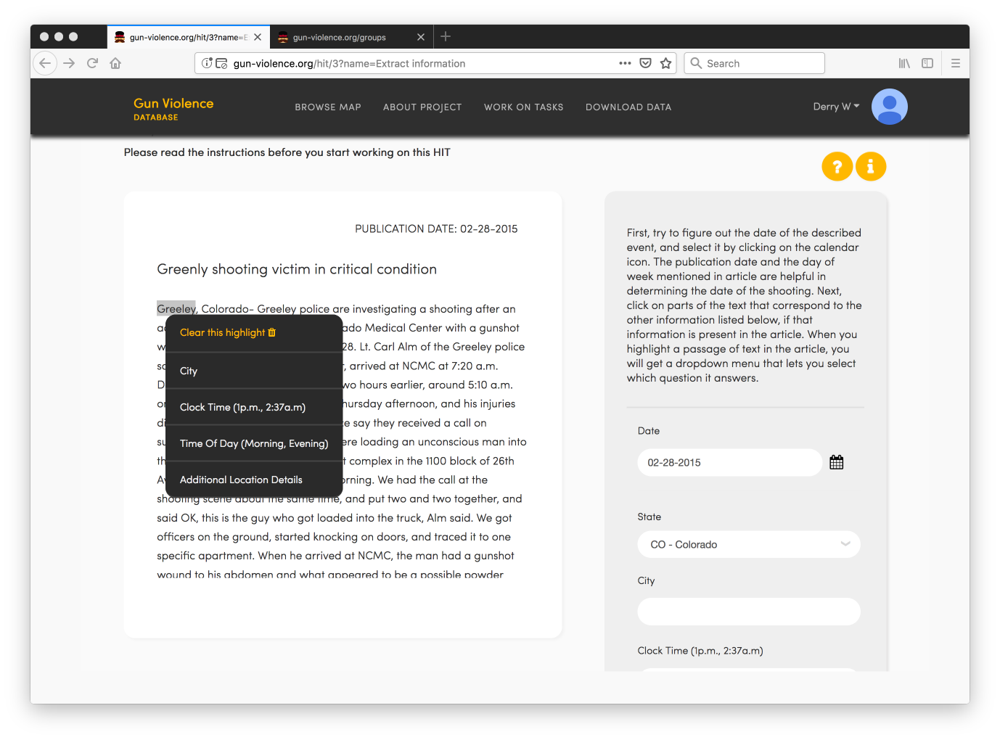 gun-violence.org/hit/3?name=E
gun-violence.org/groups
gun-violence.org/hit/3?name=Extract information
Search
Gun Violence
DATABASE
BROWSE MAP
ABOUT PROJECT
WORK ON TASKS
DOWNLOAD DATA
Derry W
Please read the instructions before you start working on this HIT
?
i
PUBLICATION DATE: 02-28-2015
Greenly shooting victim in critical condition
Greeley, Colorado- Greeley police are investigating a shooting after an
ado Medical Center with a gunshot
28. Lt. Carl Alm of the Greeley police
, arrived at NCMC at 7:20 a.m.
wo hours earlier, around 5:10 a.m.
hursday afternoon, and his injuries
e say they received a call on
ere loading an unconscious man into
t complex in the 1100 block of 26th
orning. We had the call at the
shooting scene about the same time, and put two and two together, and
said OK, this is the guy who got loaded into the truck, Alm said. We got
officers on the ground, started knocking on doors, and traced it to one
specific apartment. When he arrived at NCMC, the man had a gunshot
wound to his abdomen and what appeared to be a possible powder
Clear this highlight
City
Clock Time (1p.m., 2:37a.m)
Time Of Day (Morning, Evening)
Additional Location Details
First, try to figure out the date of the described
event, and select it by clicking on the calendar
icon. The publication date and the day of
week mentioned in article are helpful in
determining the date of the shooting. Next,
click on parts of the text that correspond to the
other information listed below, if that
information is present in the article. When you
highlight a passage of text in the article, you
will get a dropdown menu that lets you select
which question it answers.
Date
02-28-2015
State
CO - Colorado
City
Clock Time (1p.m., 2:37a.m)